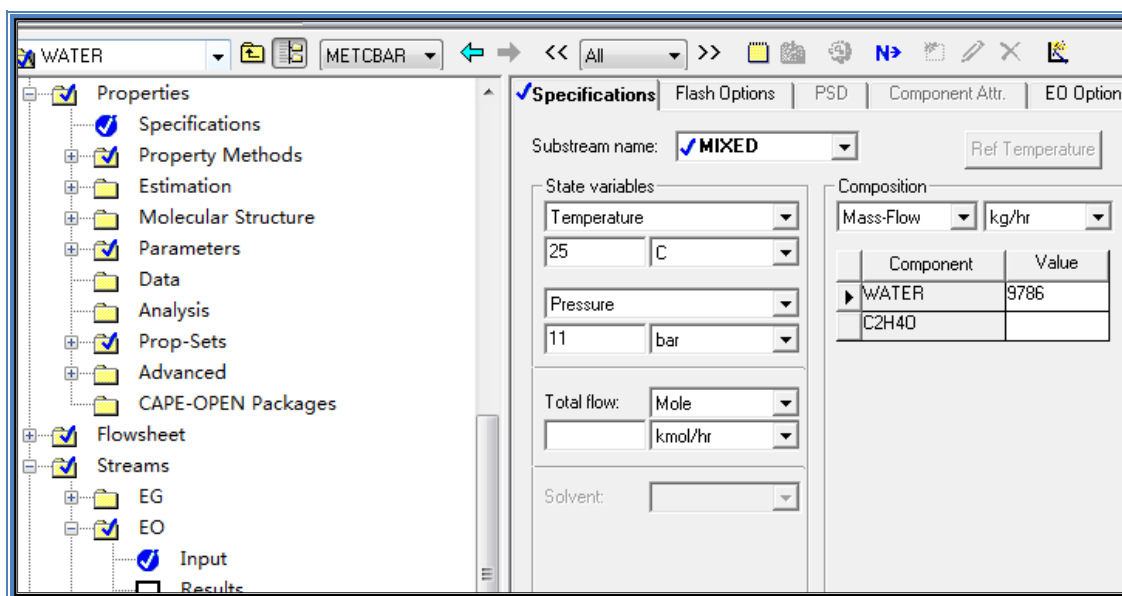 WATER METCBAR << All >> N
Properties
Specifications
Property Methods
Estimation
Molecular Structure
Parameters
Data
Analysis
Prop-Sets
Advanced
CAPE-OPEN Packages
Flowsheet
Streams
EG
EO
Input
Results
Specifications Flash Options PSD Component Attr. EO Option
Substream name: MIXED Ref Temperature
State variables
Temperature
25 C
Pressure
11 bar
Total flow: Mole
kmol/hr
Solvent:
Composition
Mass-Flow kg/hr
Component Value
WATER 9786
C2H4O